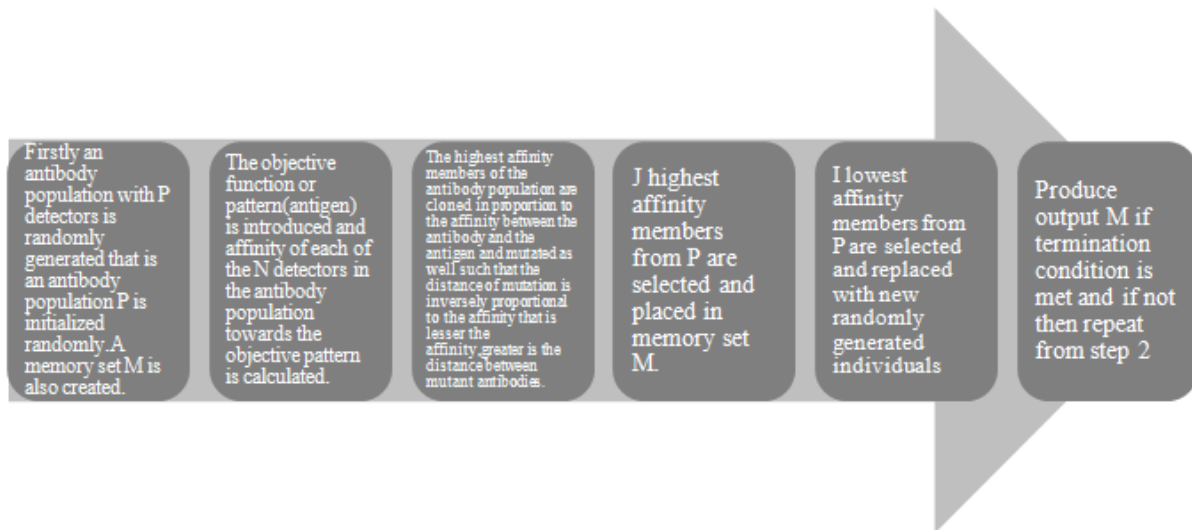 Firstly an
antibody
population with P
detectors is
randomly
generated that is
an antibody
population P is
initialized
randomly.A
memory set M is
also created.
The objective
function or
pattern(antigen)
is introduced and
affinity of each of
the N detectors in
the antibody
population
towards the
objective pattern
is calculated.
The highest affinity
members of the
antibody population are
cloned in proportion to
the affinity between the
antibody and the
antigen and mutated as
well such that the
distance of mutation is
inversely proportional
to the affinity that is
lesser the
affinity,greater is the
distance between
mutant antibodies.
J highest
affinity
members
from P are
selected and
placed in
memory set
M.
I lowest
affinity
members from
P are selected
and replaced
with new
randomly
generated
individuals
Produce
output M if
termination
condition is
met and if not
then repeat
from step 2